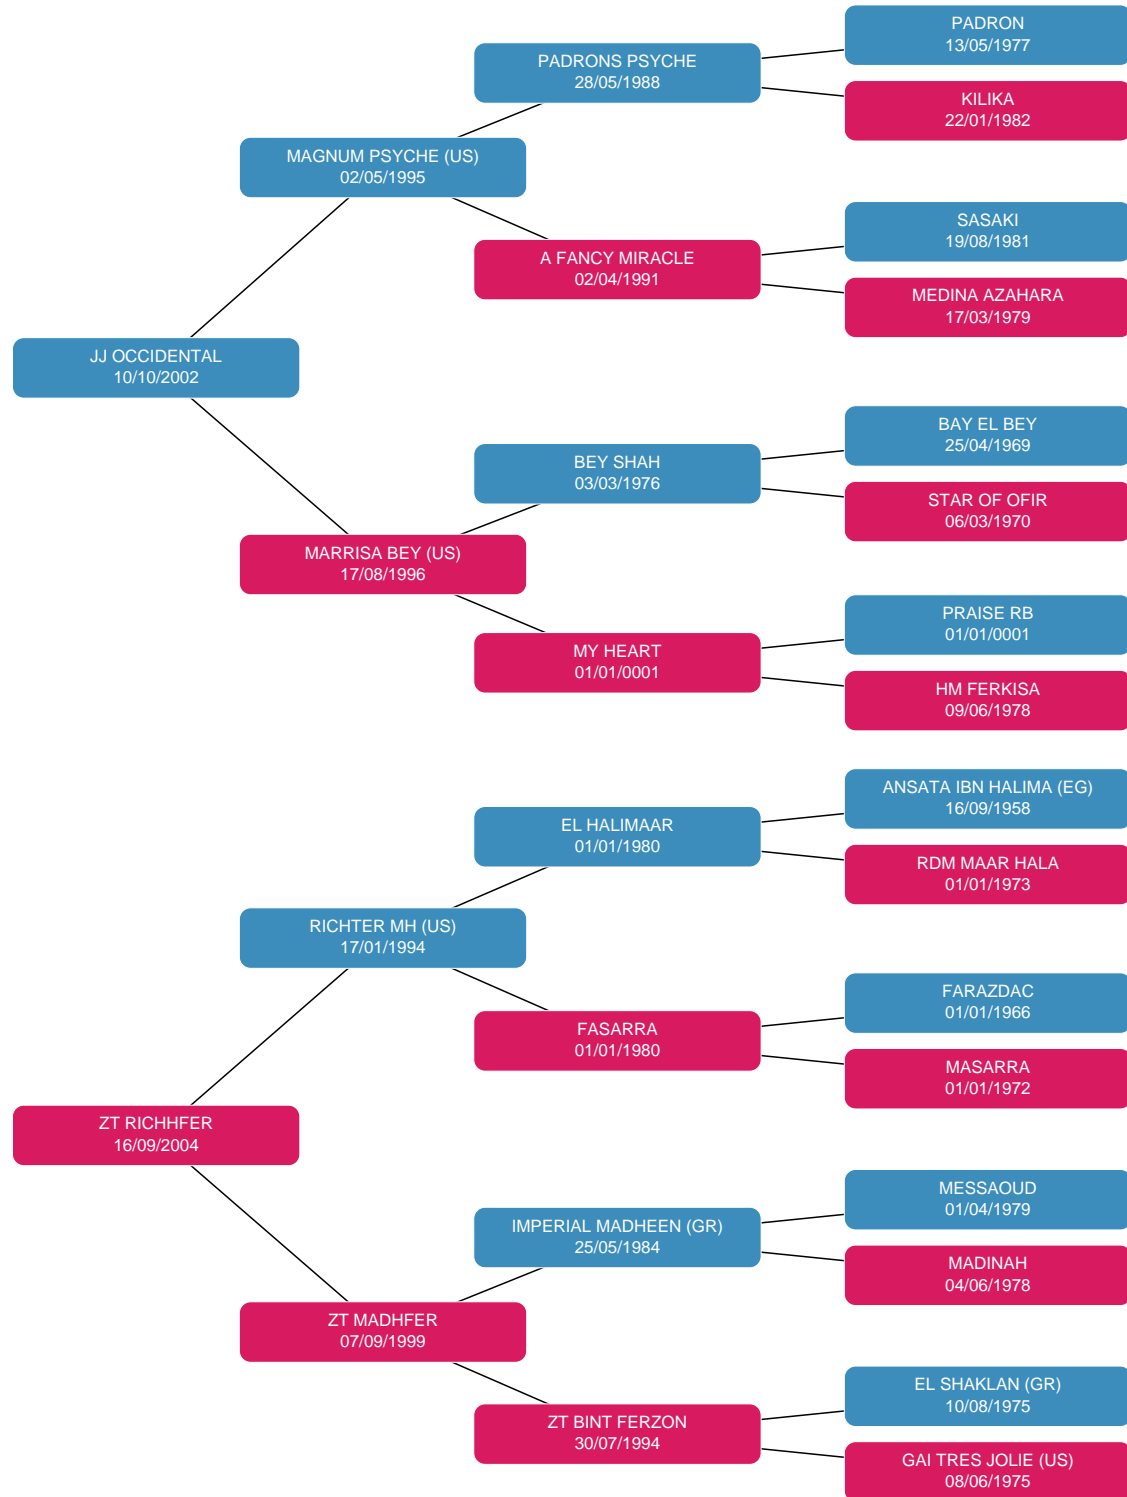 PADRON
13/05/1977
PADRONS PSYCHE
28/05/1988
KILIKA
22/01/1982
MAGNUM PSYCHE (US)
02/05/1995
SASAKI
19/08/1981
A FANCY MIRACLE
02/04/1991
MEDINA AZAHARA
17/03/1979
JJ OCCIDENTAL
10/10/2002
BAY EL BEY
25/04/1969
BEY SHAH
03/03/1976
STAR OF OFIR
06/03/1970
MARRISA BEY (US)
17/08/1996
PRAISE RB
01/01/0001
MY HEART
01/01/0001
HM FERKISA
09/06/1978
ANSATA IBN HALIMA (EG)
16/09/1958
EL HALIMAAR
01/01/1980
RDM MAAR HALA
01/01/1973
RICHTER MH (US)
17/01/1994
FARAZDAC
01/01/1966
FASARRA
01/01/1980
MASARRA
01/01/1972
ZT RICHHFER
16/09/2004
MESSAOUD
01/04/1979
IMPERIAL MADHEEN (GR)
25/05/1984
MADINAH
04/06/1978
ZT MADHFER
07/09/1999
EL SHAKLAN (GR)
10/08/1975
ZT BINT FERZON
30/07/1994
GAI TRES JOLIE (US)
08/06/1975